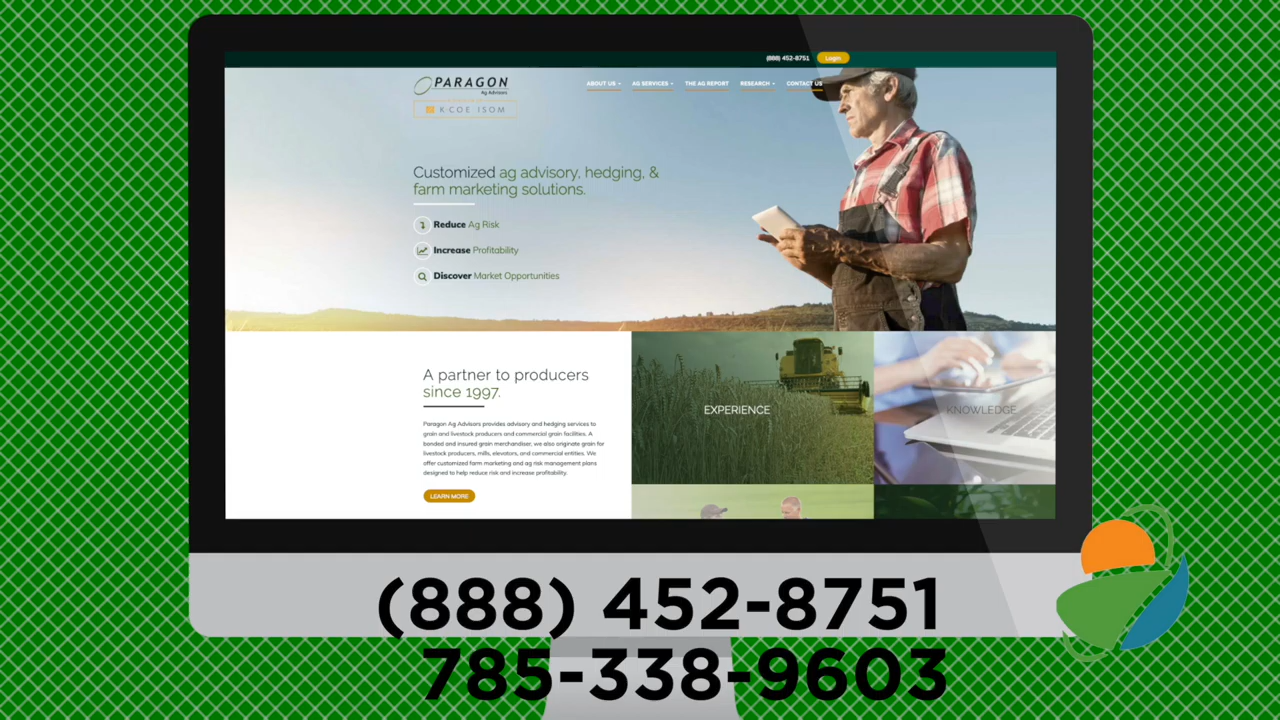 (888) 452-8751
Login
PARAGON
Ag Advisors
K·COE ISOM
ABOUT US
AG SERVICES
THE AG REPORT
RESEARCH
CONTACT US
Customized ag advisory, hedging, &
farm marketing solutions.
Reduce Ag Risk
Increase Profitability
Discover Market Opportunities
A partner to producers
since 1997.
Paragon Ag Advisors provides advisory and hedging services to
grain and livestock producers and commercial grain facilities. A
bonded and insured grain merchandiser, we also originate grain for
livestock producers, mills, elevators, and commercial entities. We
offer customized farm marketing and ag risk management plans
designed to help reduce risk and increase profitability.
LEARN MORE
EXPERIENCE
KNOWLEDGE
(888) 452-8751
785-338-9603